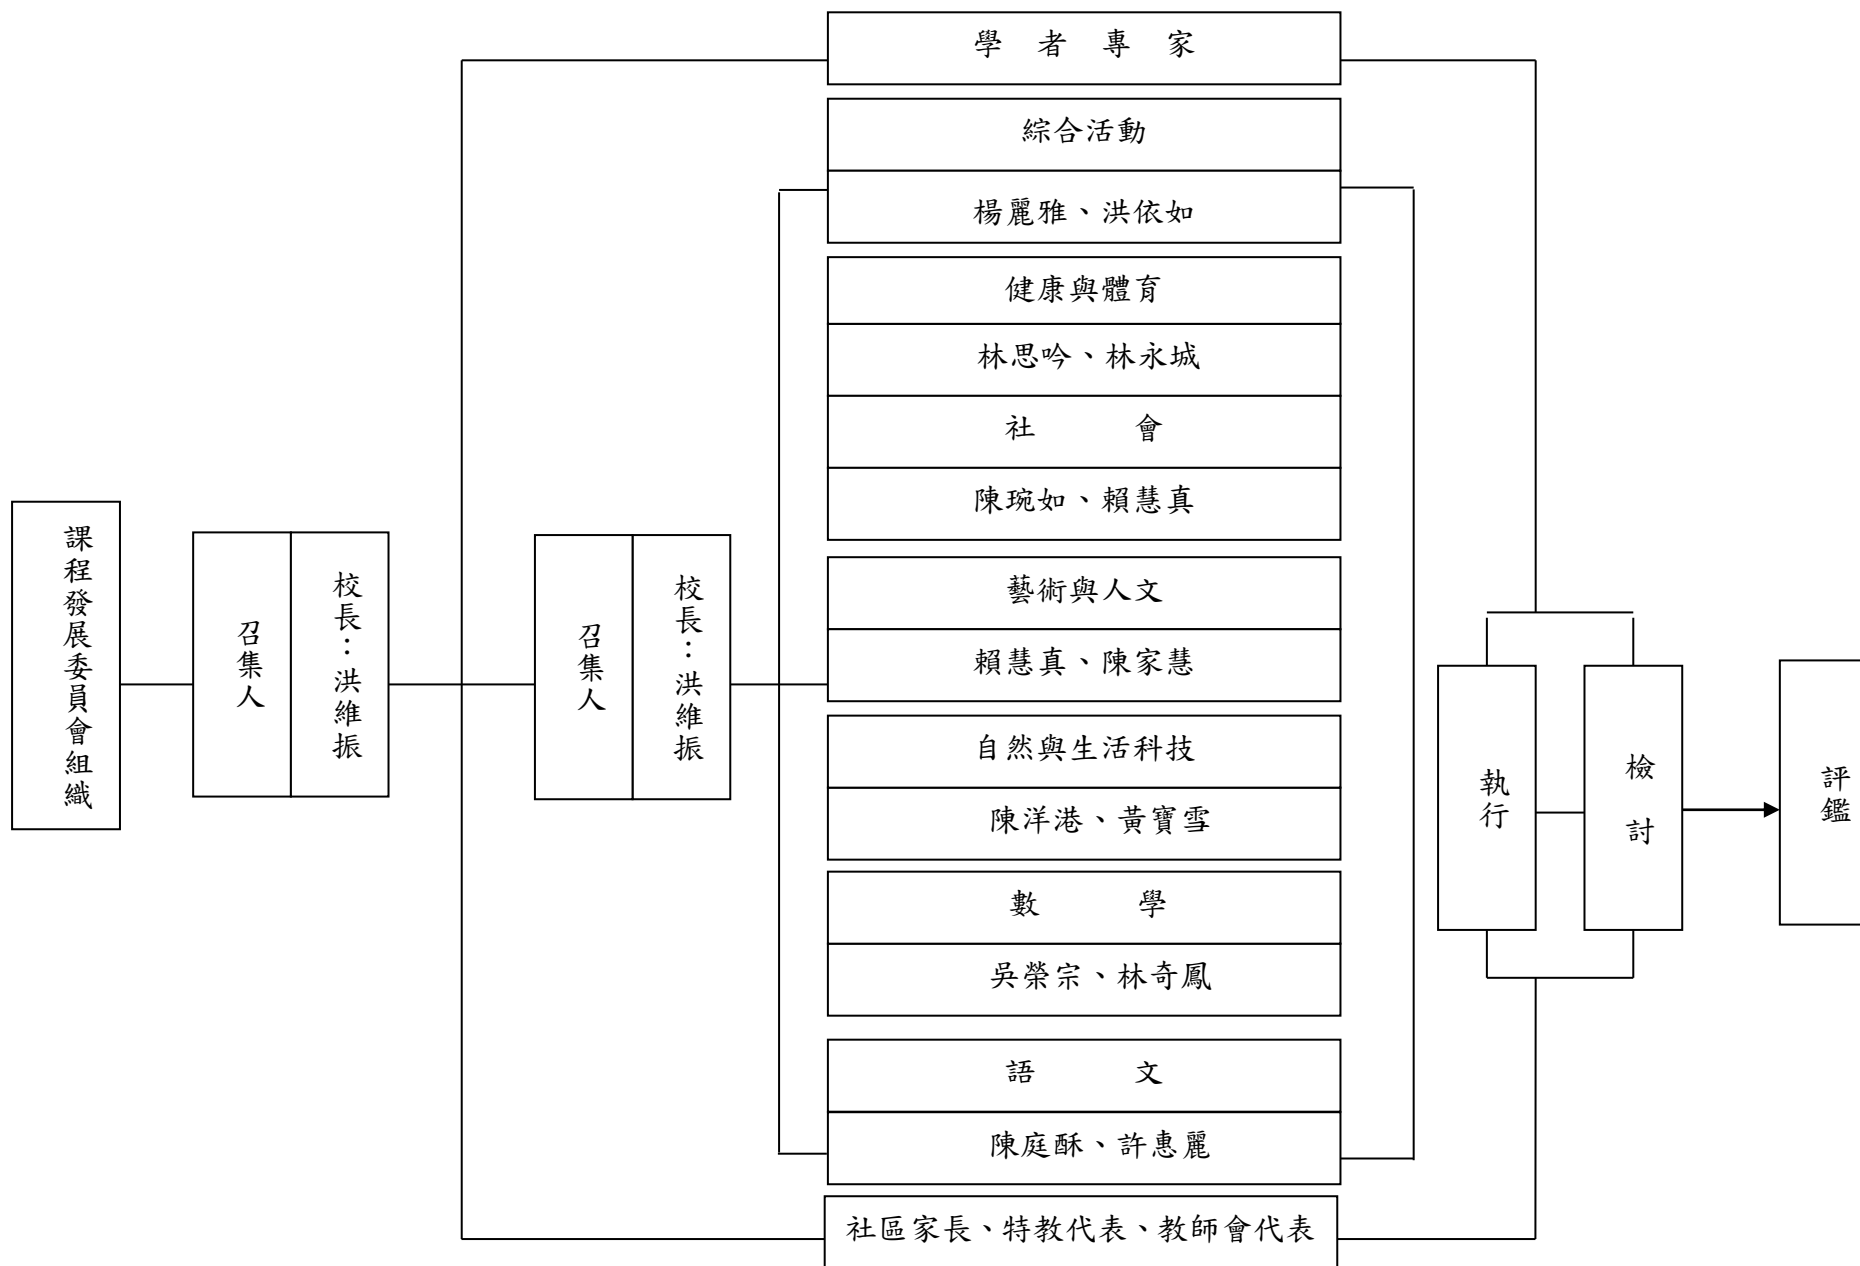 課程發展委員會組織
召集人
校長：洪維振
召集人
校長：洪維振
學 者 專 家
綜合活動
楊麗雅、洪依如
健康與體育
林思吟、林永城
社 會
陳琬如、賴慧真
藝術與人文
賴慧真、陳家慧
自然與生活科技
陳洋港、黃寶雪
數 學
吳榮宗、林奇鳳
語 文
陳庭酥、許惠麗
社區家長、特教代表、教師會代表
執行
檢討
評鑑